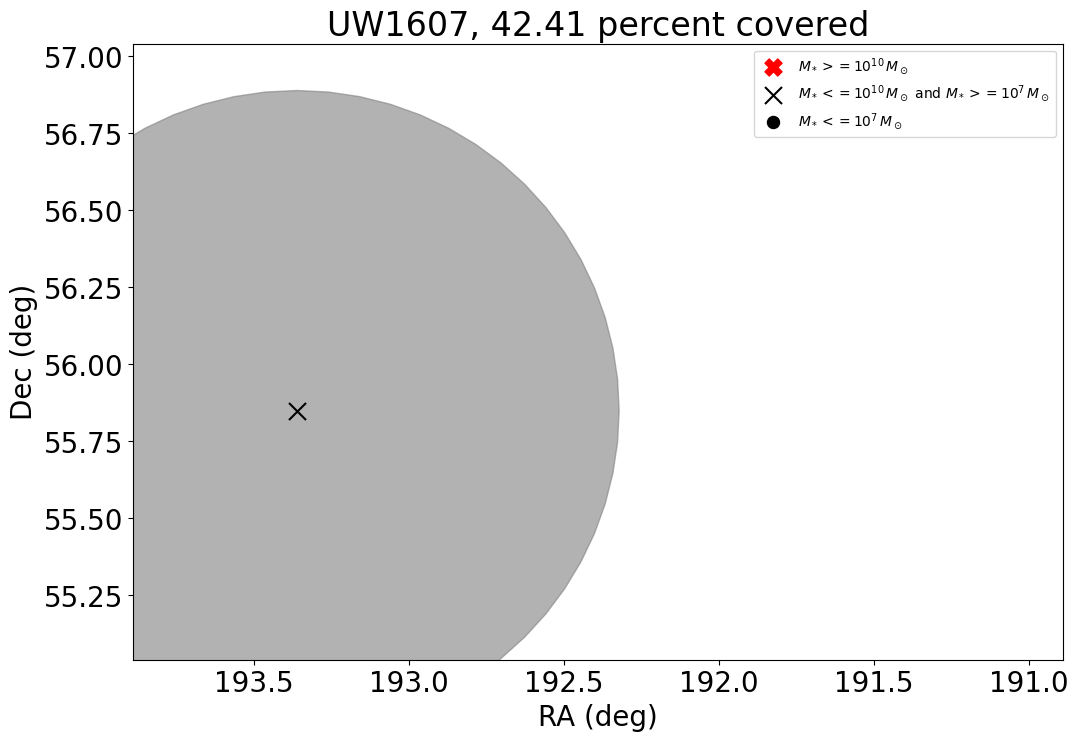 UW1607, 42.41 percent covered
57.00
56.75
56.50
56.25
56.00
55.75
55.50
55.25
Dec (deg)
M* >= 10^10 M⊙
M* <= 10^10 M⊙ and M* >= 10^7 M⊙
M* <= 10^7 M⊙
193.5 193.0 192.5 192.0 191.5 191.0
RA (deg)